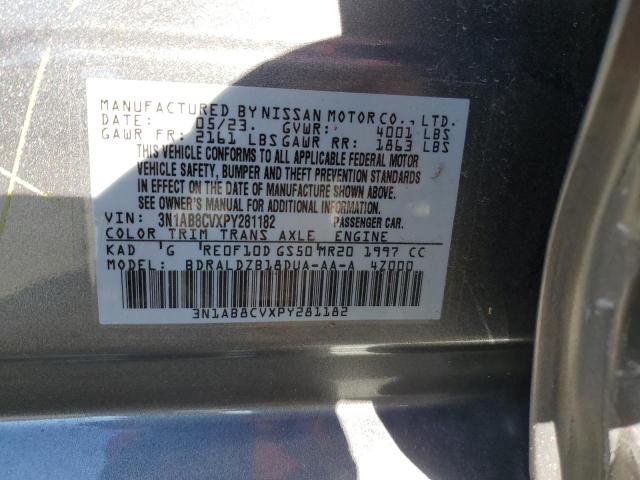 MANUFACTURED BY NISSAN MOTOR CO., LTD.
DATE: 05/23. GVWR: 4001 LBS
GAWR FR: 2161 LBS GAWR RR: 1863 LBS
THIS VEHICLE CONFORMS TO ALL APPLICABLE FEDERAL MOTOR
VEHICLE SAFETY, BUMPER AND THEFT PREVENTION STANDARDS
IN EFFECT ON THE DATE OF MANUFACTURE SHOWN ABOVE.
SEE OWNER'S MANUAL FOR ADDITIONAL INFORMATION.
VIN: 3N1AB8CVXPY281182 PASSENGER CAR.
COLOR TRIM TRANS AXLE ENGINE
KAD G RE0F10D GS50 MR20 1997 CC
MODEL: BDRALDZB18DUA-AA-A 4Z000
3N1AB8CVXPY281182